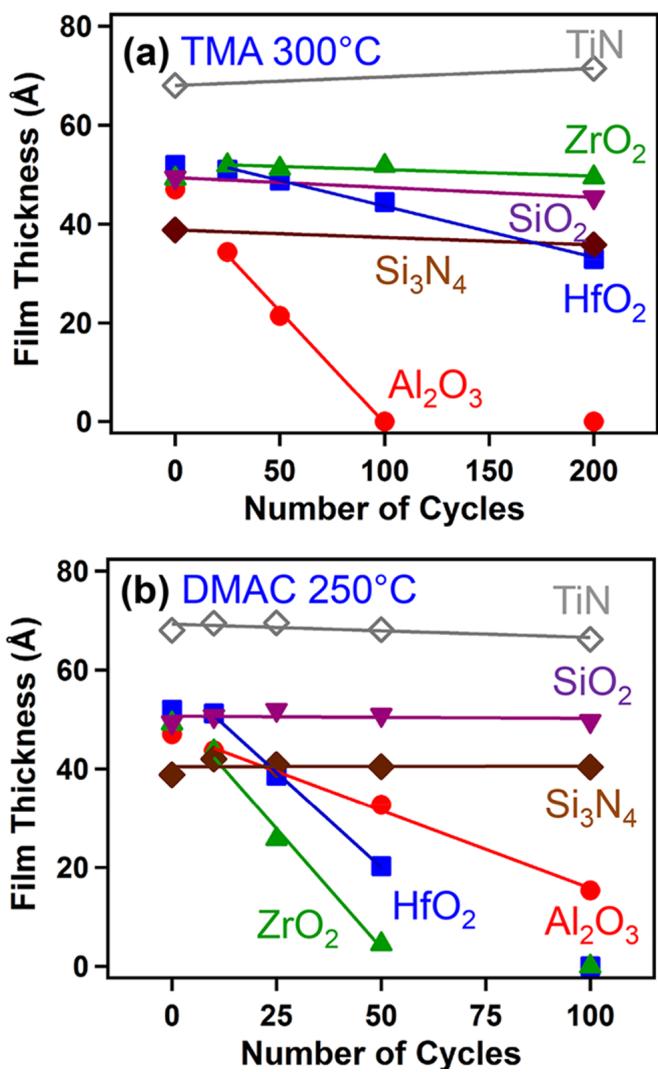 (a) TMA 300°C
TiN
ZrO₂
SiO₂
Si₃N₄
HfO₂
Al₂O₃
Film Thickness (Å)
80
60
40
20
0
0 50 100 150 200
Number of Cycles
(b) DMAC 250°C
TiN
SiO₂
Si₃N₄
HfO₂
ZrO₂
Al₂O₃
Film Thickness (Å)
80
60
40
20
0
0 25 50 75 100
Number of Cycles